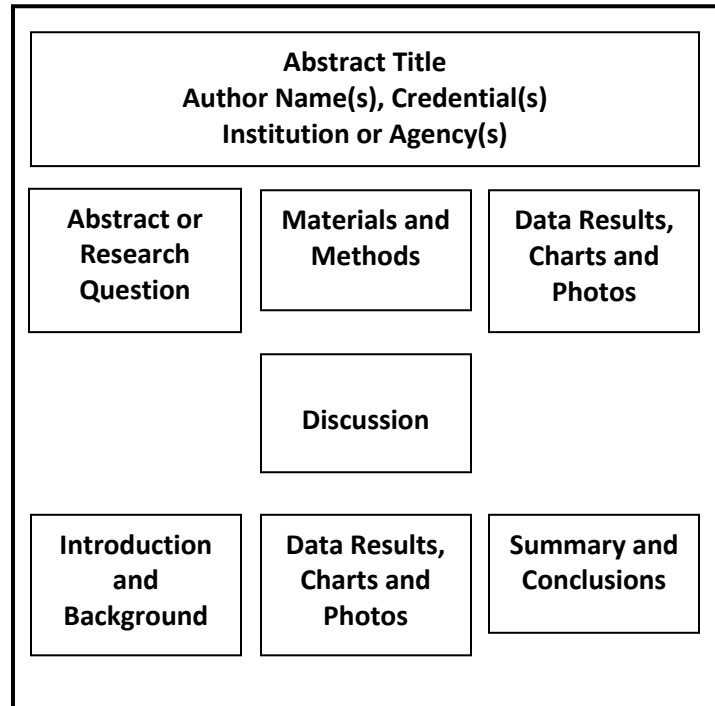 Abstract Title
Author Name(s), Credential(s)
Institution or Agency(s)
Abstract or
Research
Question
Materials and
Methods
Data Results,
Charts and
Photos
Discussion
Introduction
and
Background
Data Results,
Charts and
Photos
Summary and
Conclusions